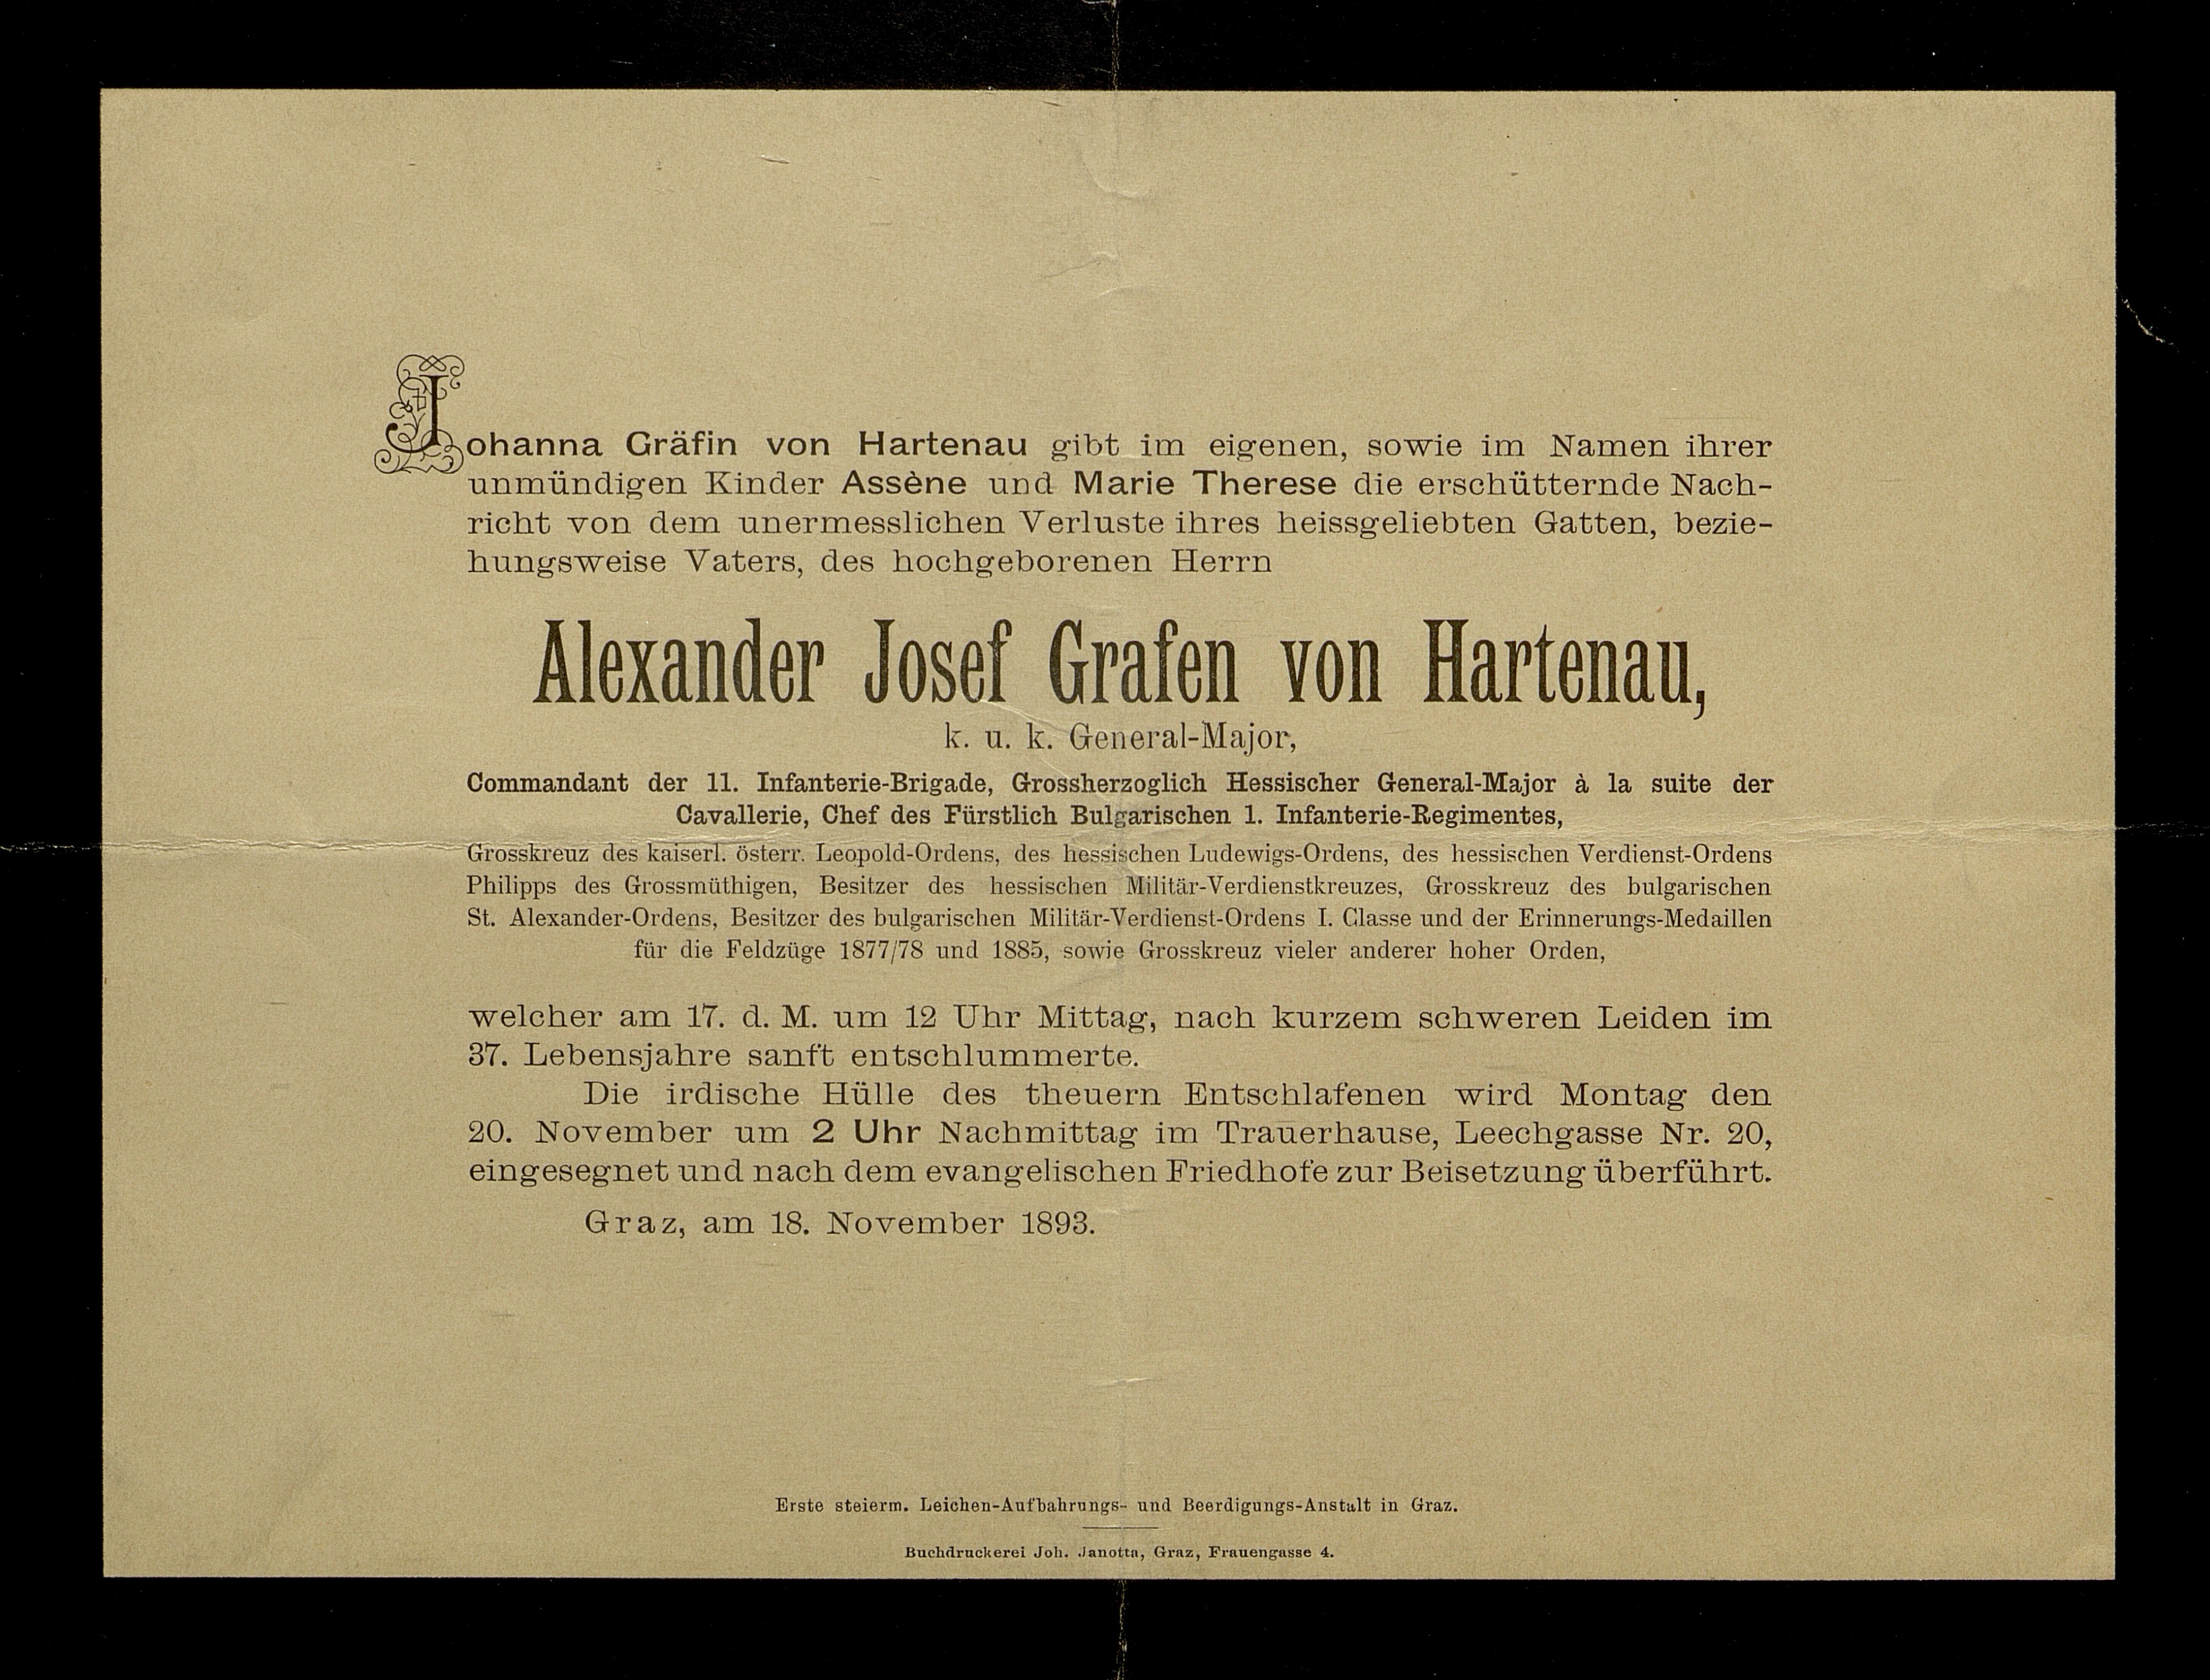 Johanna Gräfin von Hartenau gibt im eigenen, sowie im Namen ihrer
unmündigen Kinder Assène und Marie Therese die erschütternde Nach-
richt von dem unermesslichen Verluste ihres heissgeliebten Gatten, bezie-
hungsweise Vaters, des hochgeborenen Herrn
Alexander Josef Grafen von Hartenau,
k. u. k. General-Major,
Commandant der 11. Infanterie-Brigade, Grossherzoglich Hessischer General-Major à la suite der
Cavallerie, Chef des Fürstlich Bulgarischen 1. Infanterie-Regimentes,
Grosskreuz des kaiserl. österr. Leopold-Ordens, des hessischen Ludewigs-Ordens, des hessischen Verdienst-Ordens
Philipps des Grossmüthigen, Besitzer des hessischen Militär-Verdienstkreuzes, Grosskreuz des bulgarischen
St. Alexander-Ordens, Besitzer des bulgarischen Militär-Verdienst-Ordens I. Classe und der Erinnerungs-Medaillen
für die Feldzüge 1877/78 und 1885, sowie Grosskreuz vieler anderer hoher Orden,
welcher am 17. d. M. um 12 Uhr Mittag, nach kurzem schweren Leiden im
37. Lebensjahre sanft entschlummerte.
Die irdische Hülle des theuern Entschlafenen wird Montag den
20. November um 2 Uhr Nachmittag im Trauerhause, Leechgasse Nr. 20,
eingesegnet und nach dem evangelischen Friedhofe zur Beisetzung überführt.
Graz, am 18. November 1893.
Erste steierm. Leichen-Aufbahrungs- und Beerdigungs-Anstalt in Graz.
Buchdruckerei Joh. Janotta, Graz, Frauengasse 4.